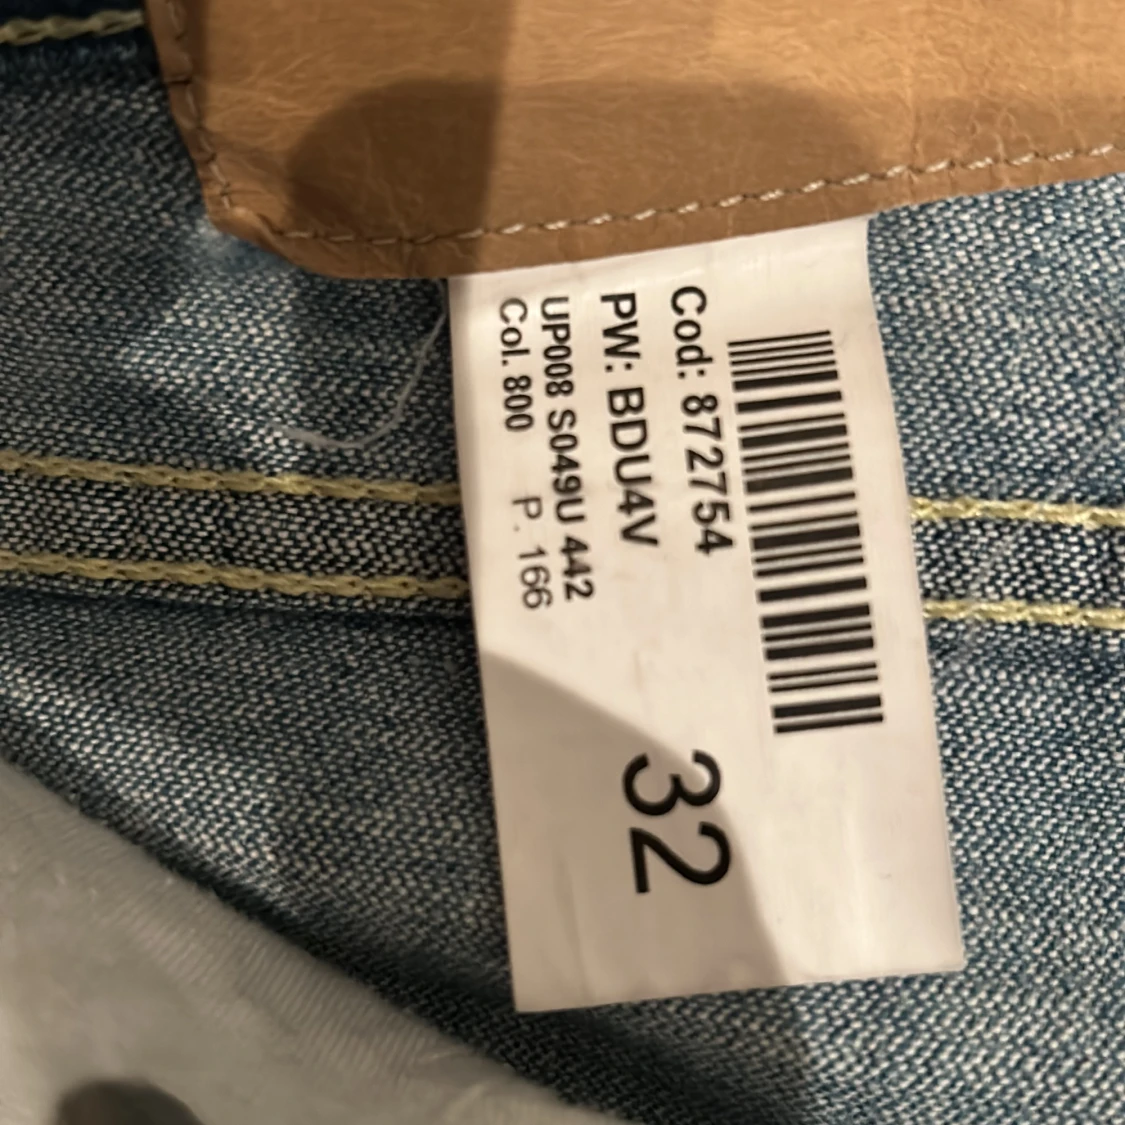 Cod: 872754
PW: BDU4V
UP008 S049U 442
Col. 800 P. 166
32